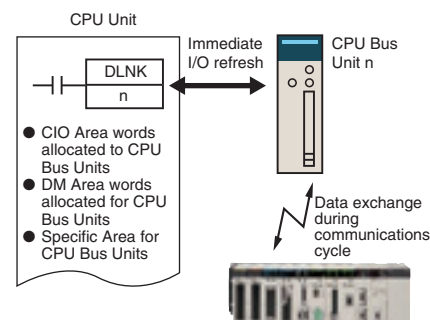 CPU Unit
DLNK
n
● CIO Area words
allocated to CPU
Bus Units
● DM Area words
allocated for CPU
Bus Units
● Specific Area for
CPU Bus Units
Immediate
I/O refresh
CPU Bus
Unit n
Data exchange
during
communications
cycle